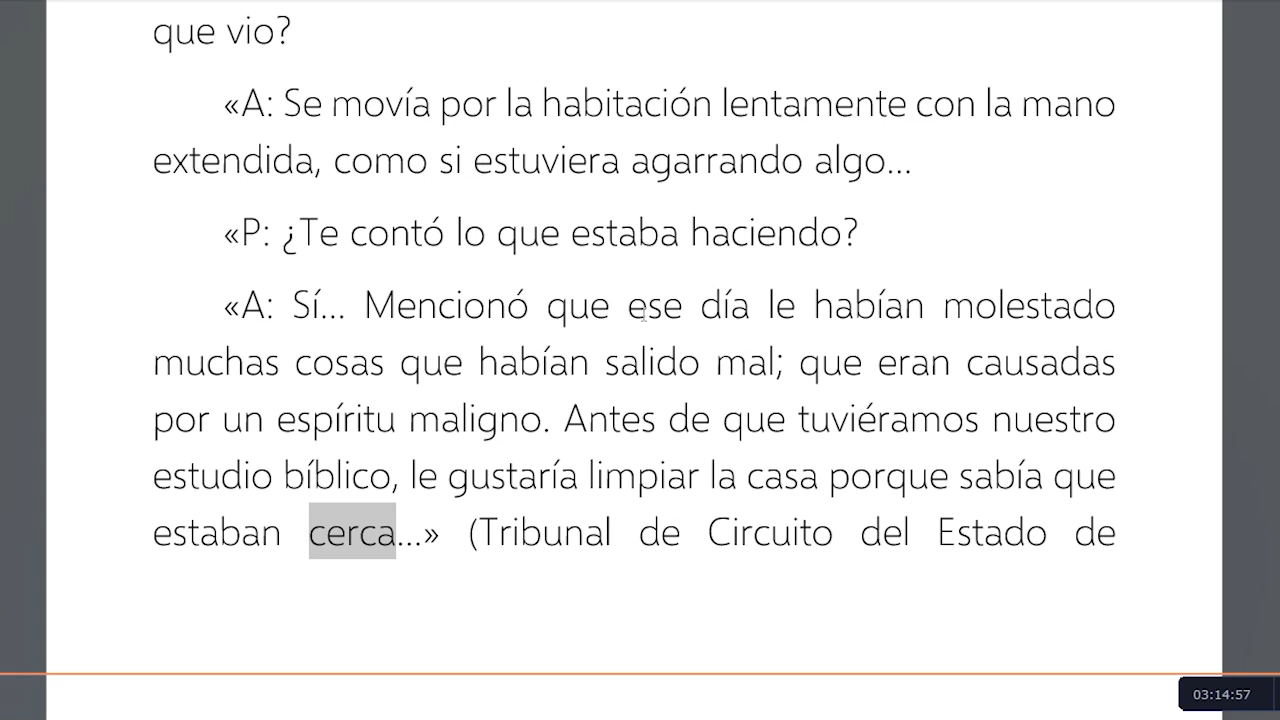 que vio?
«A: Se movía por la habitación lentamente con la mano
extendida, como si estuviera agarrando algo...
«P: ¿Te contó lo que estaba haciendo?
«A: Sí... Mencionó que ese día le habían molestado
muchas cosas que habían salido mal; que eran causadas
por un espíritu maligno. Antes de que tuviéramos nuestro
estudio bíblico, le gustaría limpiar la casa porque sabía que
estaban cerca...» (Tribunal de Circuito del Estado de
03:14:57